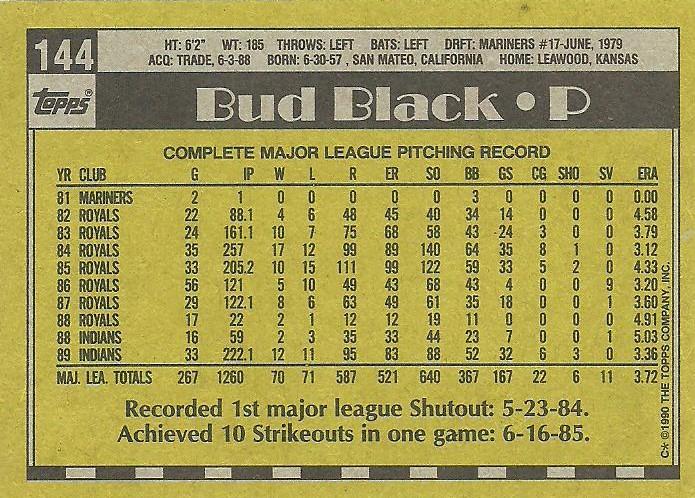 144
HT: 6'2" WT: 185 THROWS: LEFT BATS: LEFT DRFT: MARINERS #17-JUNE, 1979
ACQ: TRADE, 6-3-88 BORN: 6-30-57 , SAN MATEO, CALIFORNIA HOME: LEAWOOD, KANSAS
Topps®
Bud Black • P
COMPLETE MAJOR LEAGUE PITCHING RECORD
YR CLUB G IP W L R ER SO BB GS CG SHO SV ERA
81 MARINERS 2 1 0 0 0 0 0 3 0 0 0 0 0.00
82 ROYALS 22 88.1 4 6 48 45 40 34 14 0 0 0 4.58
83 ROYALS 24 161.1 10 7 75 68 58 43 24 3 0 0 3.79
84 ROYALS 35 257 17 12 99 89 140 64 35 8 1 0 3.12
85 ROYALS 33 205.2 10 15 111 99 122 59 33 5 2 0 4.33
86 ROYALS 56 121 5 10 49 43 68 43 4 0 0 9 3.20
87 ROYALS 29 122.1 8 6 63 49 61 35 18 0 0 1 3.60
88 ROYALS 17 22 2 1 12 12 19 11 0 0 0 0 4.91
88 INDIANS 16 59 2 3 35 33 44 23 7 0 0 1 5.03
89 INDIANS 33 222.1 12 11 95 83 88 52 32 6 3 0 3.36
MAJ. LEA. TOTALS 267 1260 70 71 587 521 640 367 167 22 6 11 3.72
Recorded 1st major league Shutout: 5-23-84.
Achieved 10 Strikeouts in one game: 6-16-85.
C* ©1990 THE TOPPS COMPANY, INC.